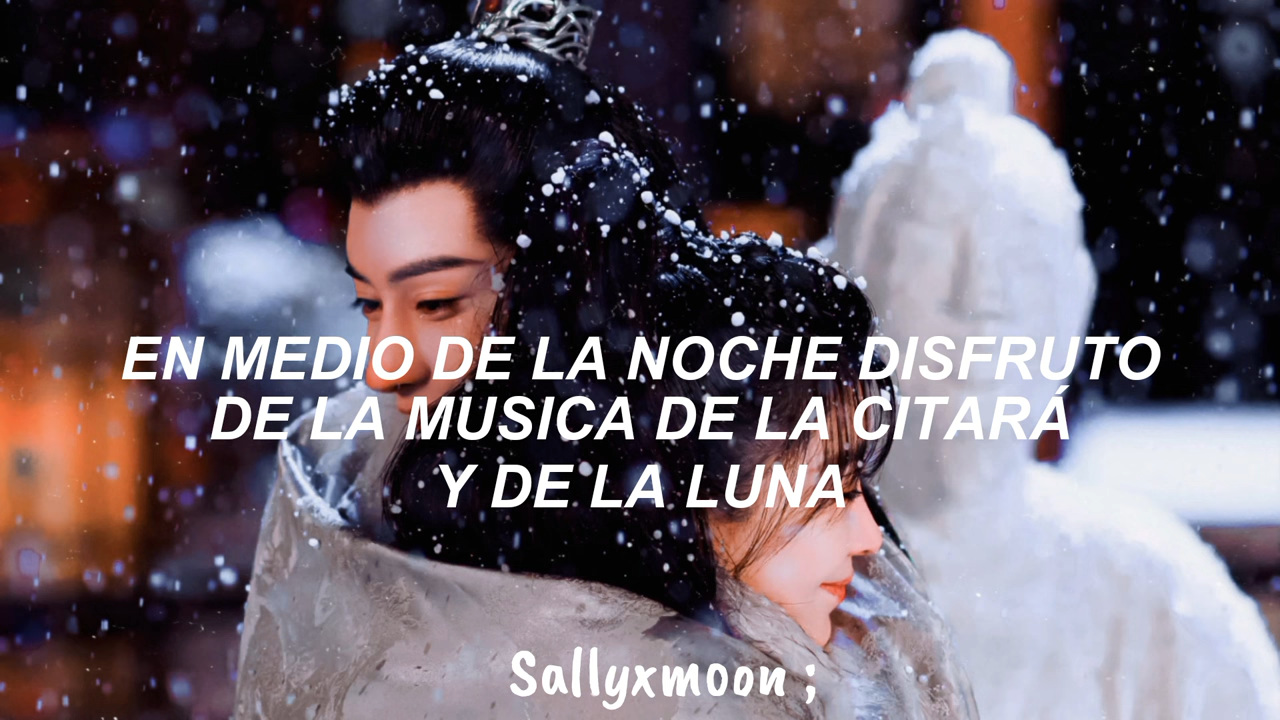 EN MEDIO DE LA NOCHE DISFRUTO
DE LA MUSICA DE LA CITARÁ
Y DE LA LUNA
Sallyxmoon ;